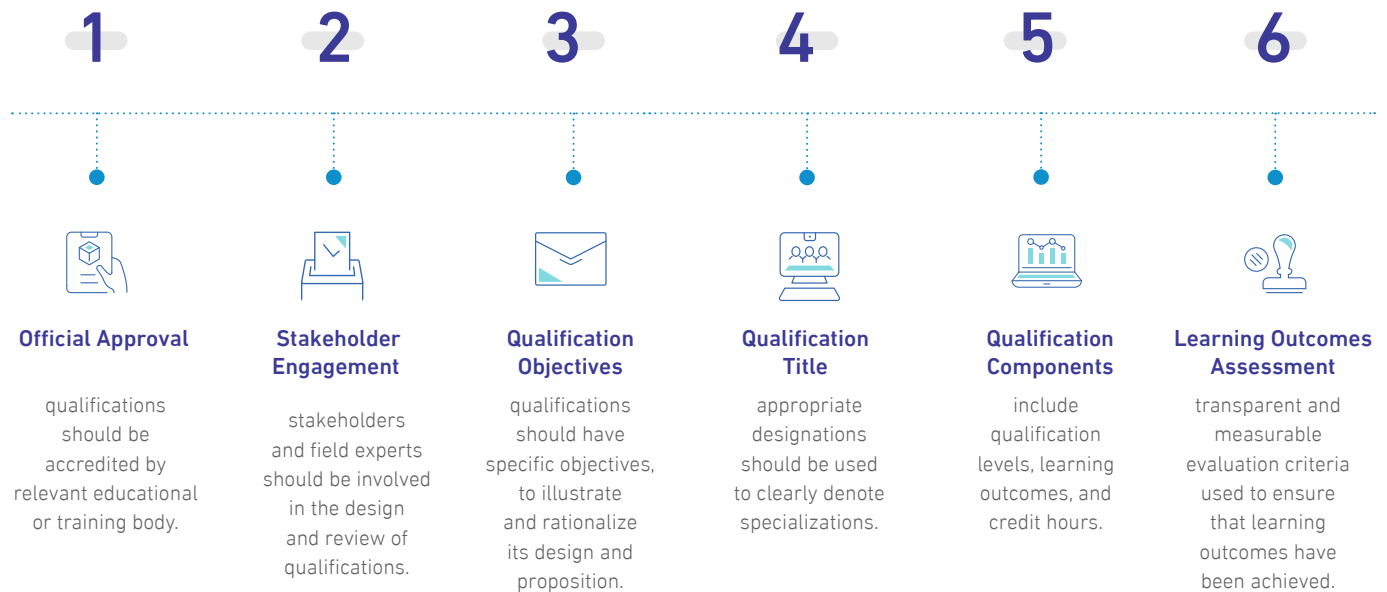 1
2
3
4
5
6
Official Approval
qualifications
should be
accredited by
relevant educational
or training body.
Stakeholder
Engagement
stakeholders
and field experts
should be involved
in the design
and review of
qualifications.
Qualification
Objectives
qualifications
should have
specific objectives,
to illustrate
and rationalize
its design and
proposition.
Qualification
Title
appropriate
designations
should be used
to clearly denote
specializations.
Qualification
Components
include
qualification
levels, learning
outcomes, and
credit hours.
Learning Outcomes
Assessment
transparent and
measurable
evaluation criteria
used to ensure
that learning
outcomes have
been achieved.